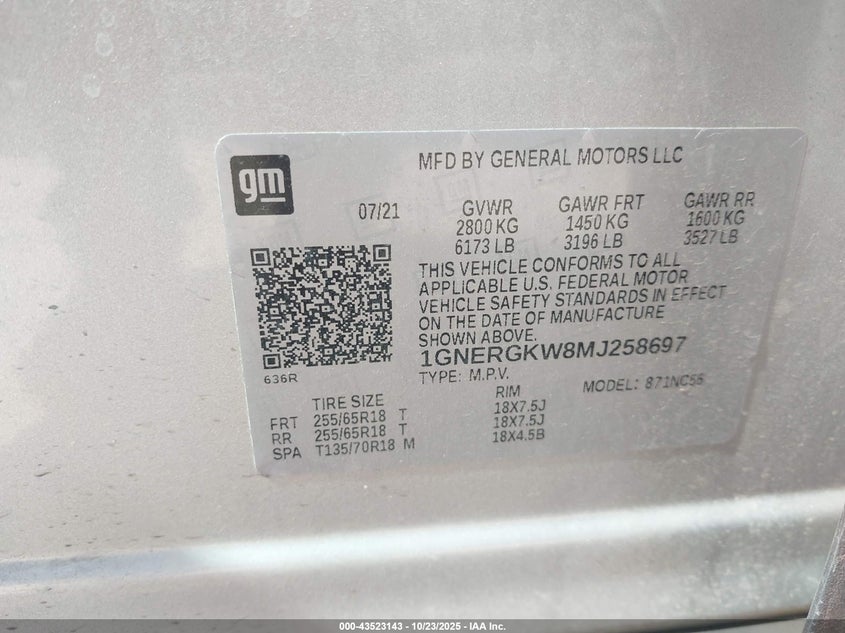 gm
MFD BY GENERAL MOTORS LLC
07/21
GVWR GAWR FRT GAWR RR
2800 KG 1450 KG 1600 KG
6173 LB 3196 LB 3527 LB
THIS VEHICLE CONFORMS TO ALL
APPLICABLE U.S. FEDERAL MOTOR
VEHICLE SAFETY STANDARDS IN EFFECT
ON THE DATE OF MANUFACTURE
SHOWN ABOVE.
1GNERGKW8MJ258697
TYPE: M.P.V. MODEL: 871NC56
636R
TIRE SIZE RIM
FRT 255/65R18 T 18X7.5J
RR 255/65R18 T 18X7.5J
SPA T135/70R18 M 18X4.5B
000-43523143 - 10/23/2025 - IAA Inc.